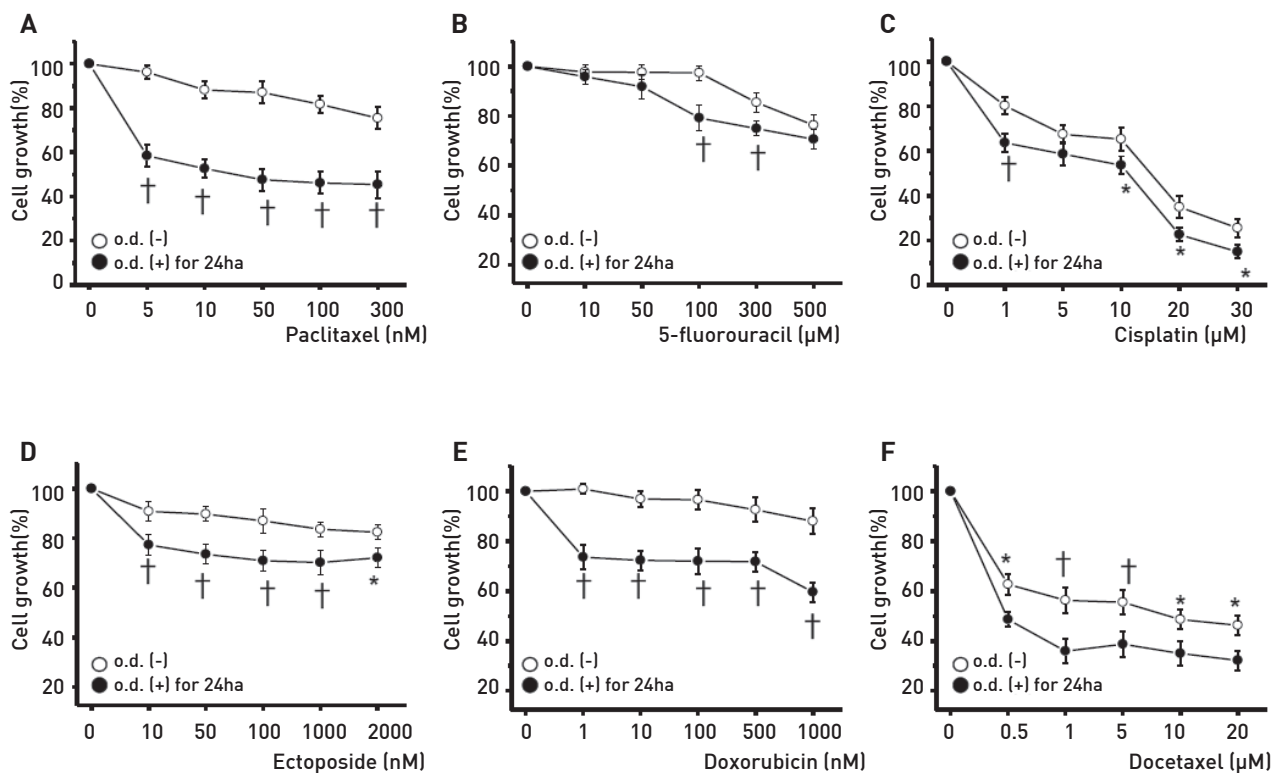 A
Cell growth(%)
100
80
60
40
20
0
† † † † †
o.d. (-)
o.d. (+) for 24ha
0 5 10 50 100 300
Paclitaxel (nM)
B
Cell growth(%)
100
80
60
40
20
† †
o.d. (-)
o.d. (+) for 24ha
0 10 50 100 300 500
5-fluorouracil (µM)
C
Cell growth(%)
100
80
60
40
20
0
† * * *
o.d. (-)
o.d. (+) for 24ha
0 1 5 10 20 30
Cisplatin (µM)
D
Cell growth(%)
100
80
60
40
20
† † † † *
o.d. (-)
o.d. (+) for 24ha
0 10 50 100 1000 2000
Ectoposide (nM)
E
Cell growth(%)
100
80
60
40
20
† † † † †
o.d. (-)
o.d. (+) for 24ha
0 1 10 100 500 1000
Doxorubicin (nM)
F
Cell growth(%)
100
80
60
40
20
* † † * *
o.d. (-)
o.d. (+) for 24ha
0 0.5 1 5 10 20
Docetaxel (µM)